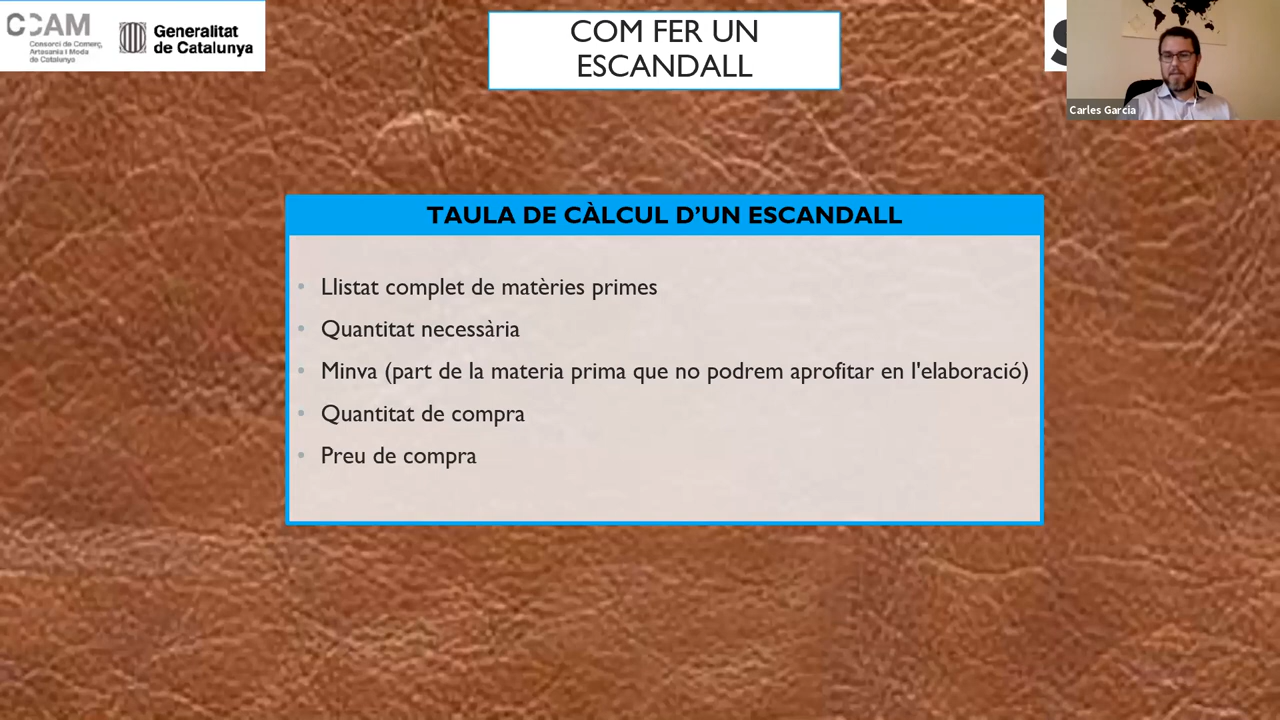 CCAM
Consorci de Comerç,
Artesania i Moda
de Catalunya
Generalitat
de Catalunya
COM FER UN
ESCANDALL
Carles García
TAULA DE CÀLCUL D’UN ESCANDALL
• Llistat complet de matèries primes
• Quantitat necessària
• Minva (part de la materia prima que no podrem aprofitar en l'elaboració)
• Quantitat de compra
• Preu de compra